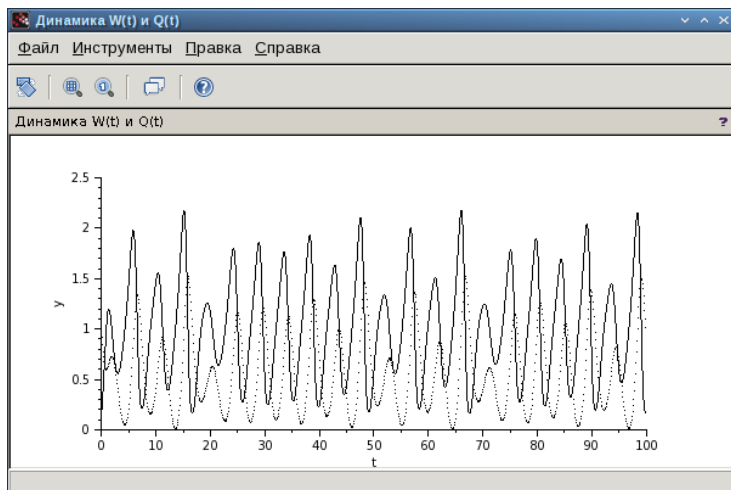 Динамика W(t) и Q(t)
Файл Инструменты Правка Справка
Динамика W(t) и Q(t) ?
2.5
2
1.5
1
0.5
0
y
0 10 20 30 40 50 60 70 80 90 100
t